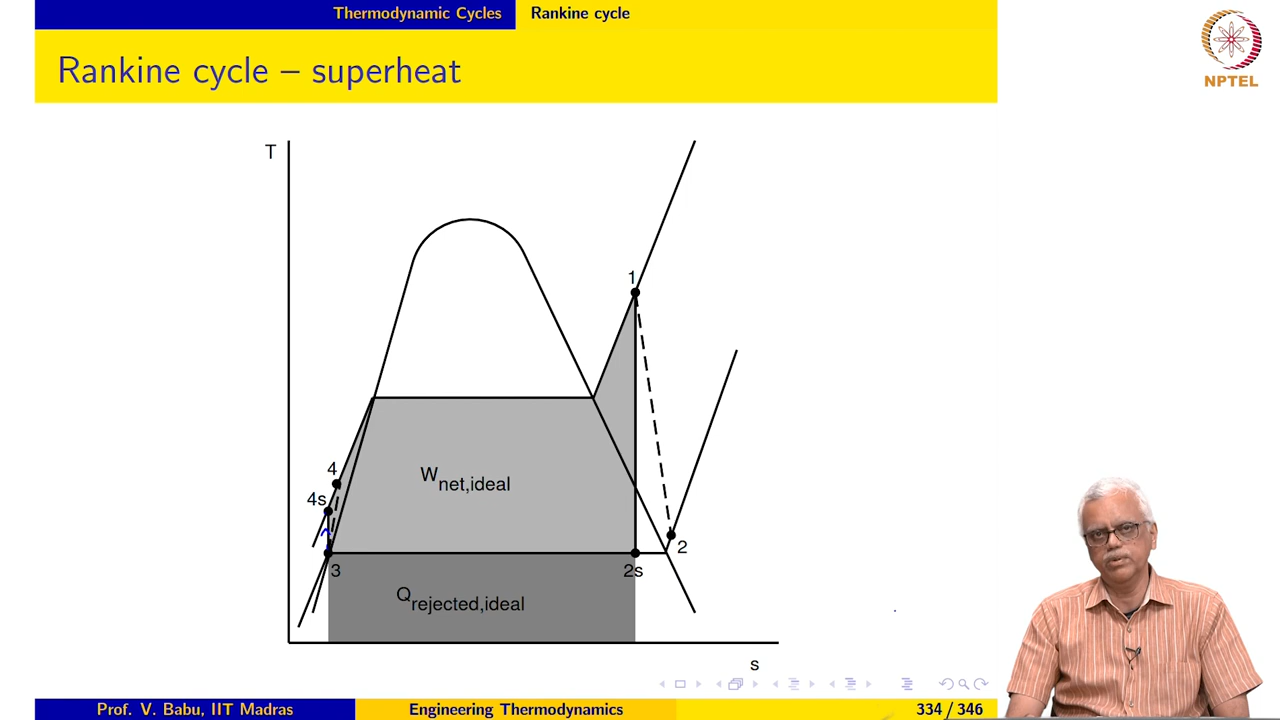 Thermodynamic Cycles Rankine cycle
Rankine cycle – superheat
NPTEL
T
1
4
4s
W net,ideal
2
3
2s
Q rejected,ideal
s
Prof. V. Babu, IIT Madras Engineering Thermodynamics 334 / 346